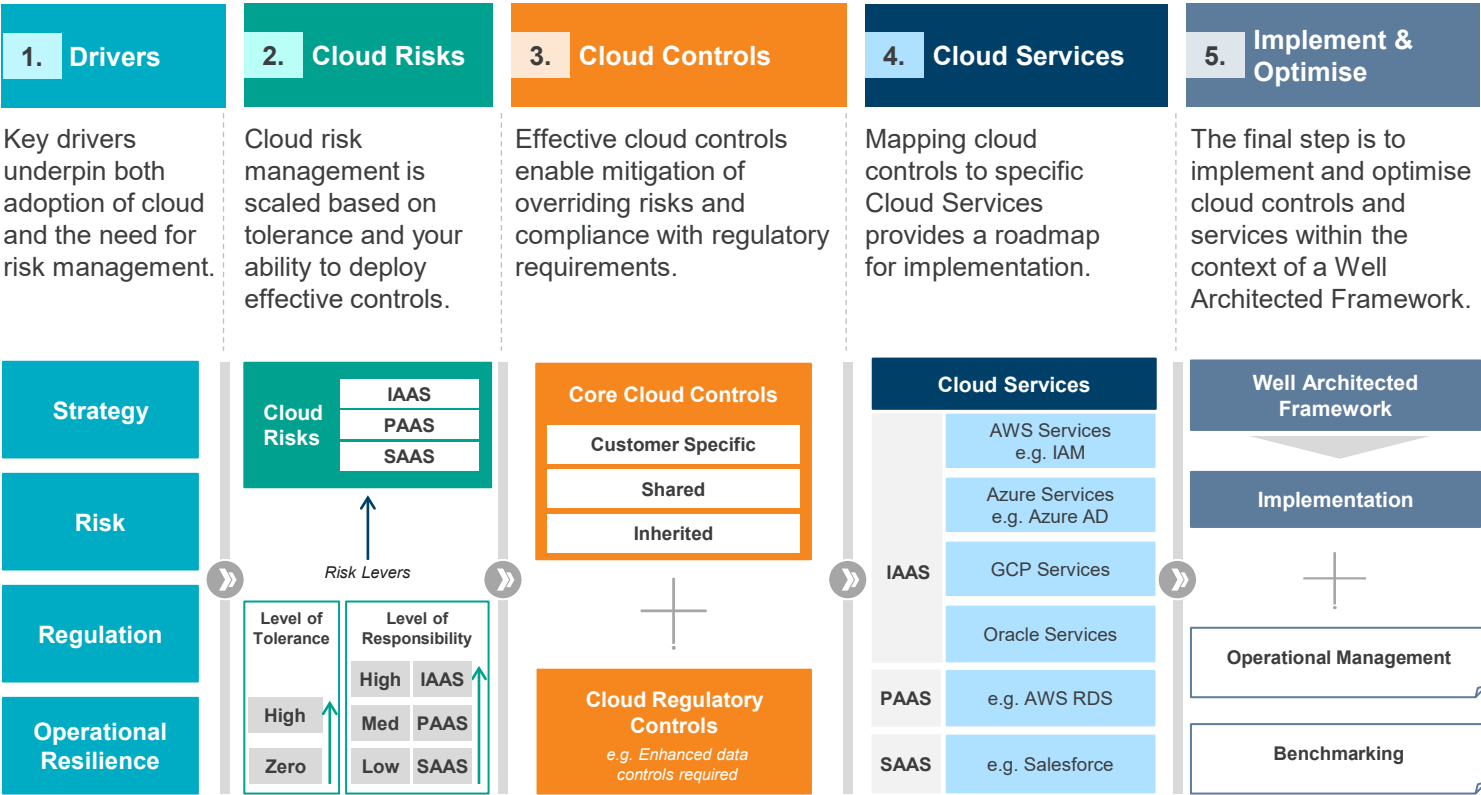 1. Drivers
Key drivers
underpin both
adoption of cloud
and the need for
risk management.
Strategy
Risk
Regulation
Operational
Resilience
2. Cloud Risks
Cloud risk
management is
scaled based on
tolerance and your
ability to deploy
effective controls.
Cloud
Risks
IAAS
PAAS
SAAS
Risk Levers
Level of
Tolerance
High
Zero
Level of
Responsibility
High IAAS
Med PAAS
Low SAAS
3. Cloud Controls
Effective cloud controls
enable mitigation of
overriding risks and
compliance with regulatory
requirements.
Core Cloud Controls
Customer Specific
Shared
Inherited
Cloud Regulatory
Controls
e.g. Enhanced data
controls required
4. Cloud Services
Mapping cloud
controls to specific
Cloud Services
provides a roadmap
for implementation.
Cloud Services
IAAS
AWS Services
e.g. IAM
Azure Services
e.g. Azure AD
GCP Services
Oracle Services
PAAS
e.g. AWS RDS
SAAS
e.g. Salesforce
5. Implement &
Optimise
The final step is to
implement and optimise
cloud controls and
services within the
context of a Well
Architected Framework.
Well Architected
Framework
Implementation
Operational Management
Benchmarking